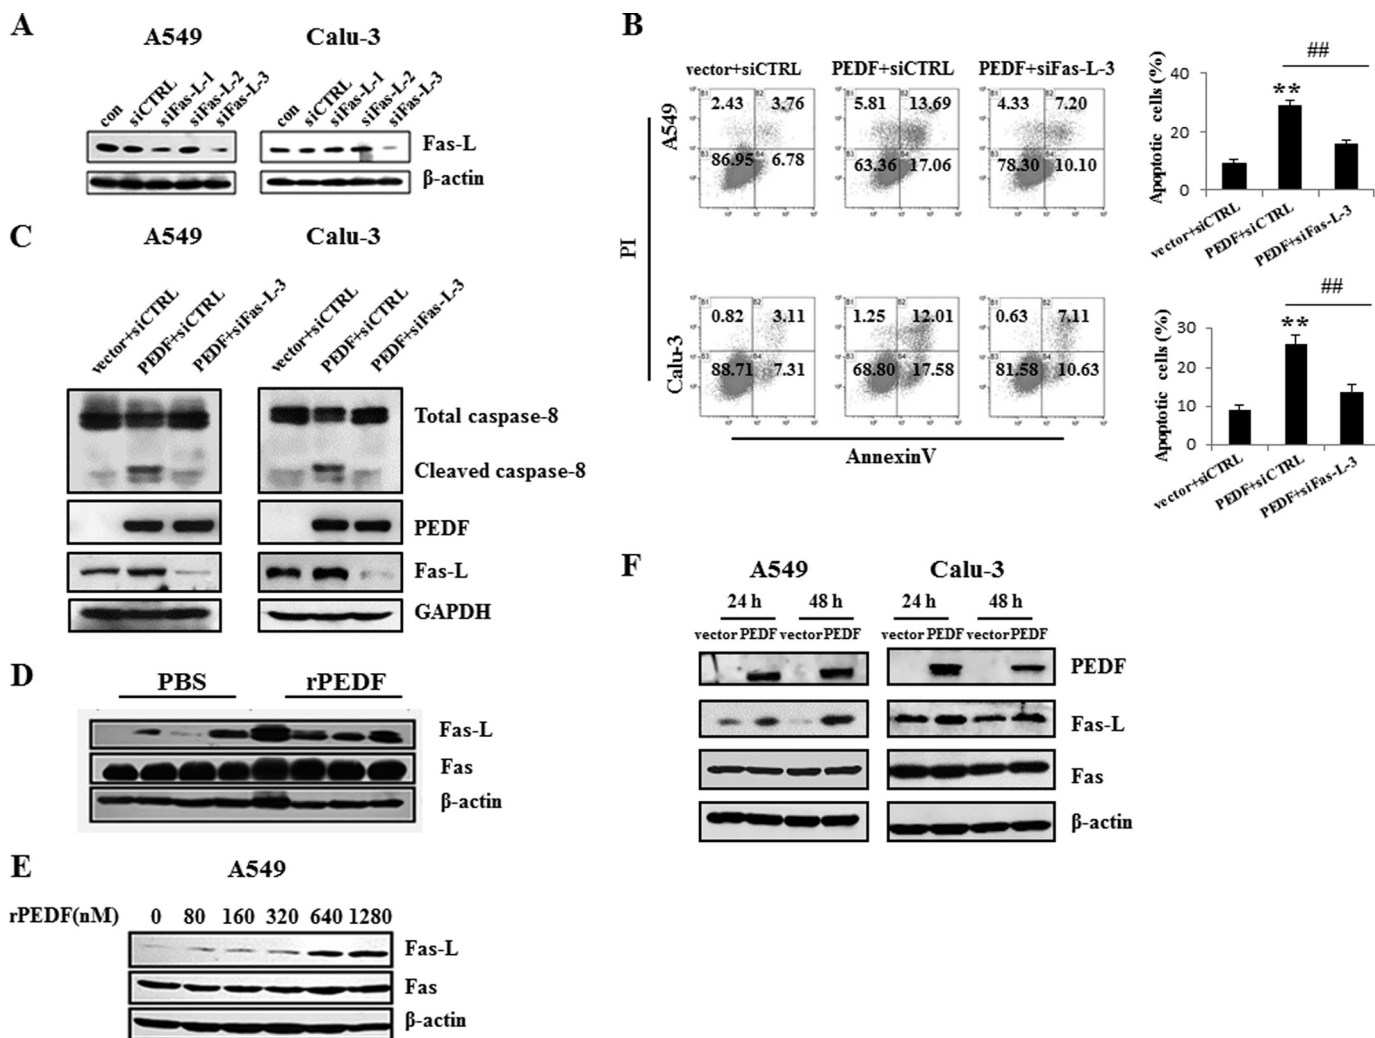 A
A549
Calu-3
con
siCTRL
siFas-L-1
siFas-L-2
siFas-L-3
con
siCTRL
siFas-L-1
siFas-L-2
siFas-L-3
Fas-L
β-actin
B
vector+siCTRL
PEDF+siCTRL
PEDF+siFas-L-3
A549
B1 B2
2.43 3.76
B3 B4
86.95 6.78
5.81 13.69
63.36 17.06
4.33 7.20
78.30 10.10
PI
Calu-3
0.82 3.11
88.71 7.31
1.25 12.01
68.80 17.58
0.63 7.11
81.58 10.63
AnnexinV
Apoptotic cells (%)
40
20
0
**
##
vector+siCTRL
PEDF+siCTRL
PEDF+siFas-L-3
Apoptotic cells (%)
30
20
10
0
**
##
vector+siCTRL
PEDF+siCTRL
PEDF+siFas-L-3
C
A549
Calu-3
vector+siCTRL
PEDF+siCTRL
PEDF+siFas-L-3
vector+siCTRL
PEDF+siCTRL
PEDF+siFas-L-3
Total caspase-8
Cleaved caspase-8
PEDF
Fas-L
GAPDH
D
PBS
rPEDF
Fas-L
Fas
β-actin
E
A549
rPEDF(nM) 0 80 160 320 640 1280
Fas-L
Fas
β-actin
F
A549
Calu-3
24 h 48 h 24 h 48 h
vector PEDF vector PEDF vector PEDF vector PEDF
PEDF
Fas-L
Fas
β-actin